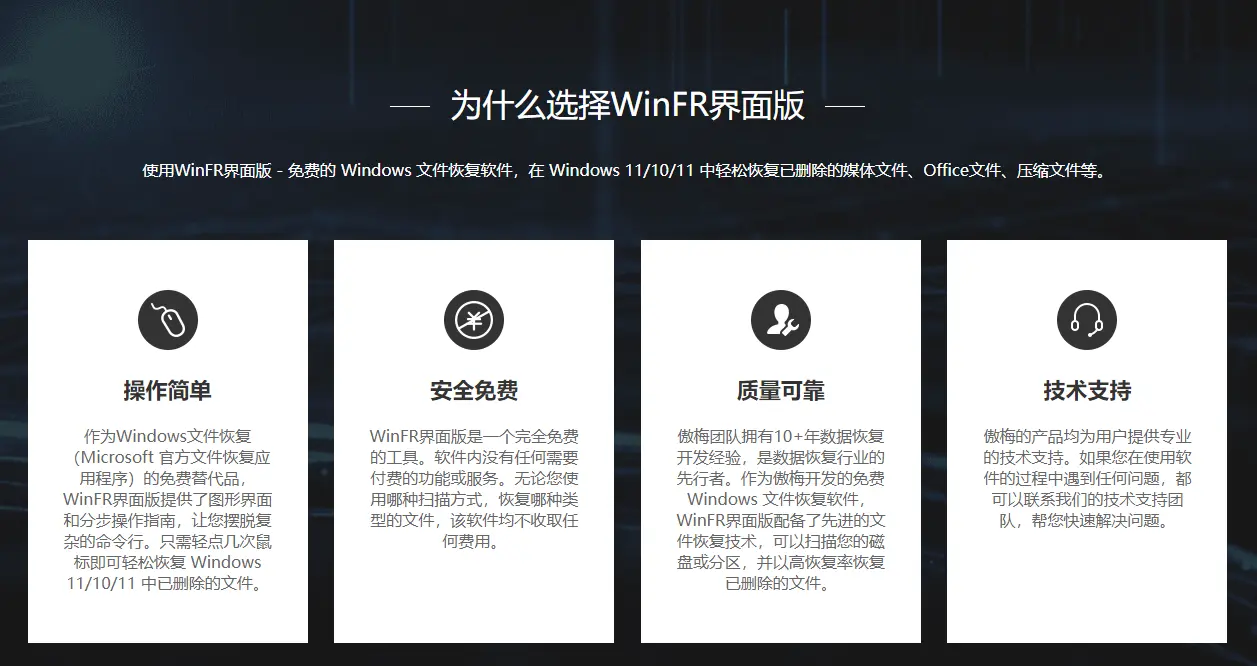 为什么选择WinFR界面版
使用WinFR界面版 - 免费的 Windows 文件恢复软件，在 Windows 11/10/11 中轻松恢复已删除的媒体文件、Office文件、压缩文件等。
操作简单
作为Windows文件恢复
（Microsoft 官方文件恢复应
用程序）的免费替代品，
WinFR界面版提供了图形界面
和分步操作指南，让您摆脱复
杂的命令行。只需轻点几次鼠
标即可轻松恢复 Windows
11/10/11 中已删除的文件。
安全免费
WinFR界面版是一个完全免费
的工具。软件内没有任何需要
付费的功能或服务。无论您使
用哪种扫描方式，恢复哪种类
型的文件，该软件均不收取任
何费用。
质量可靠
傲梅团队拥有10+年数据恢复
开发经验，是数据恢复行业的
先行者。作为傲梅开发的免费
Windows 文件恢复软件，
WinFR界面版配备了先进的文
件恢复技术，可以扫描您的磁
盘或分区，并以高恢复率恢复
已删除的文件。
技术支持
傲梅的产品均为用户提供专业
的技术支持。如果您在使用软
件的过程中遇到任何问题，都
可以联系我们的技术支持团
队，帮您快速解决问题。